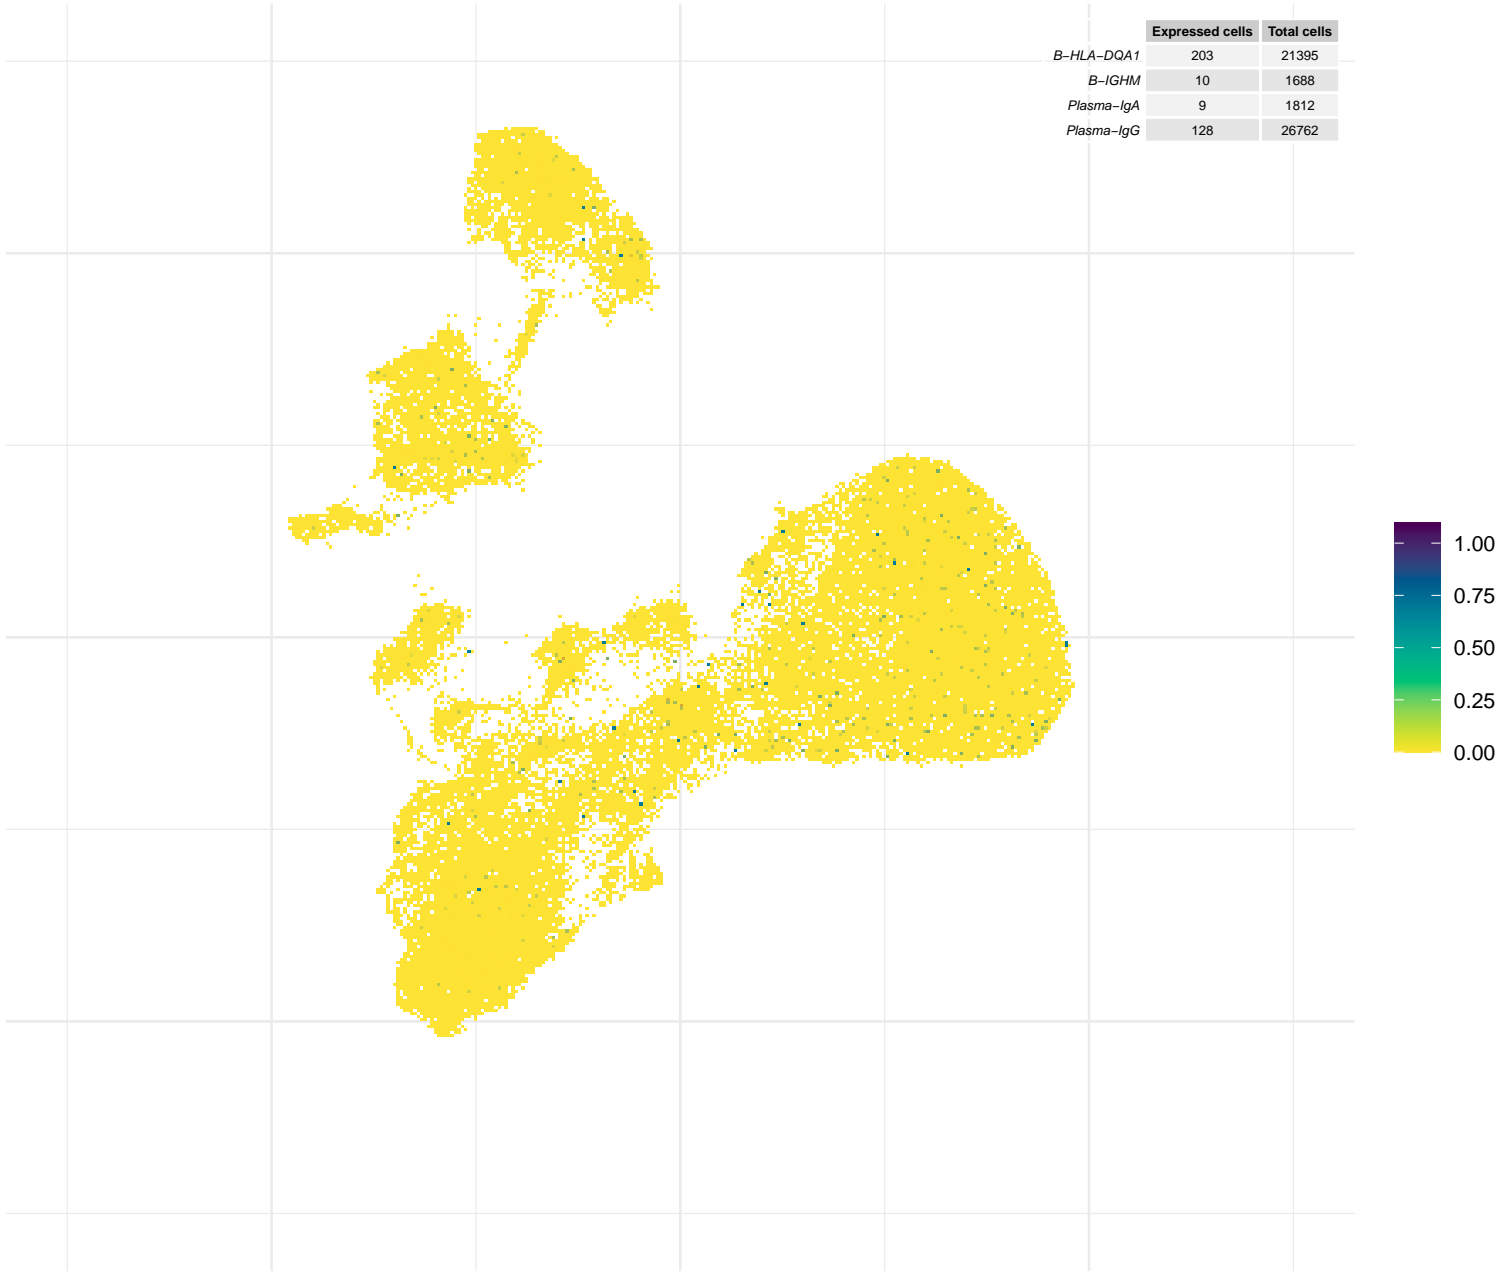 Expressed cells Total cells
B−HLA−DQA1 203 21395
B−IGHM 10 1688
Plasma−IgA 9 1812
Plasma−IgG 128 26762
1.00
0.75
0.50
0.25
0.00